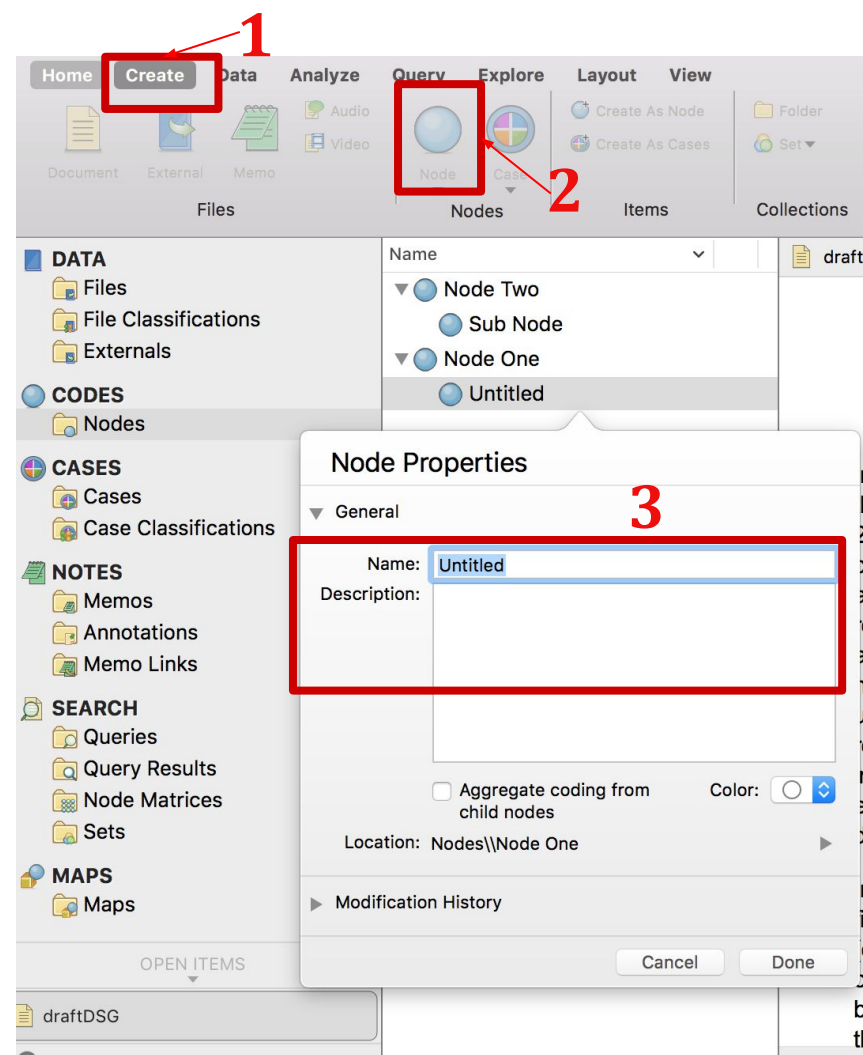 1
Home Create Data Analyze Query Explore Layout View
Audio Create As Node Folder
Video Create As Cases Set
Document External Memo Node Case
2
Files Nodes Items Collections
DATA
Files
File Classifications
Externals
CODES
Nodes
CASES
Cases
Case Classifications
NOTES
Memos
Annotations
Memo Links
SEARCH
Queries
Query Results
Node Matrices
Sets
MAPS
Maps
OPEN ITEMS
draftDSG
Name
Node Two
Sub Node
Node One
Untitled
Node Properties
3
General
Name: Untitled
Description:
Aggregate coding from
child nodes
Color:
Location: Nodes\\Node One
Modification History
Cancel Done